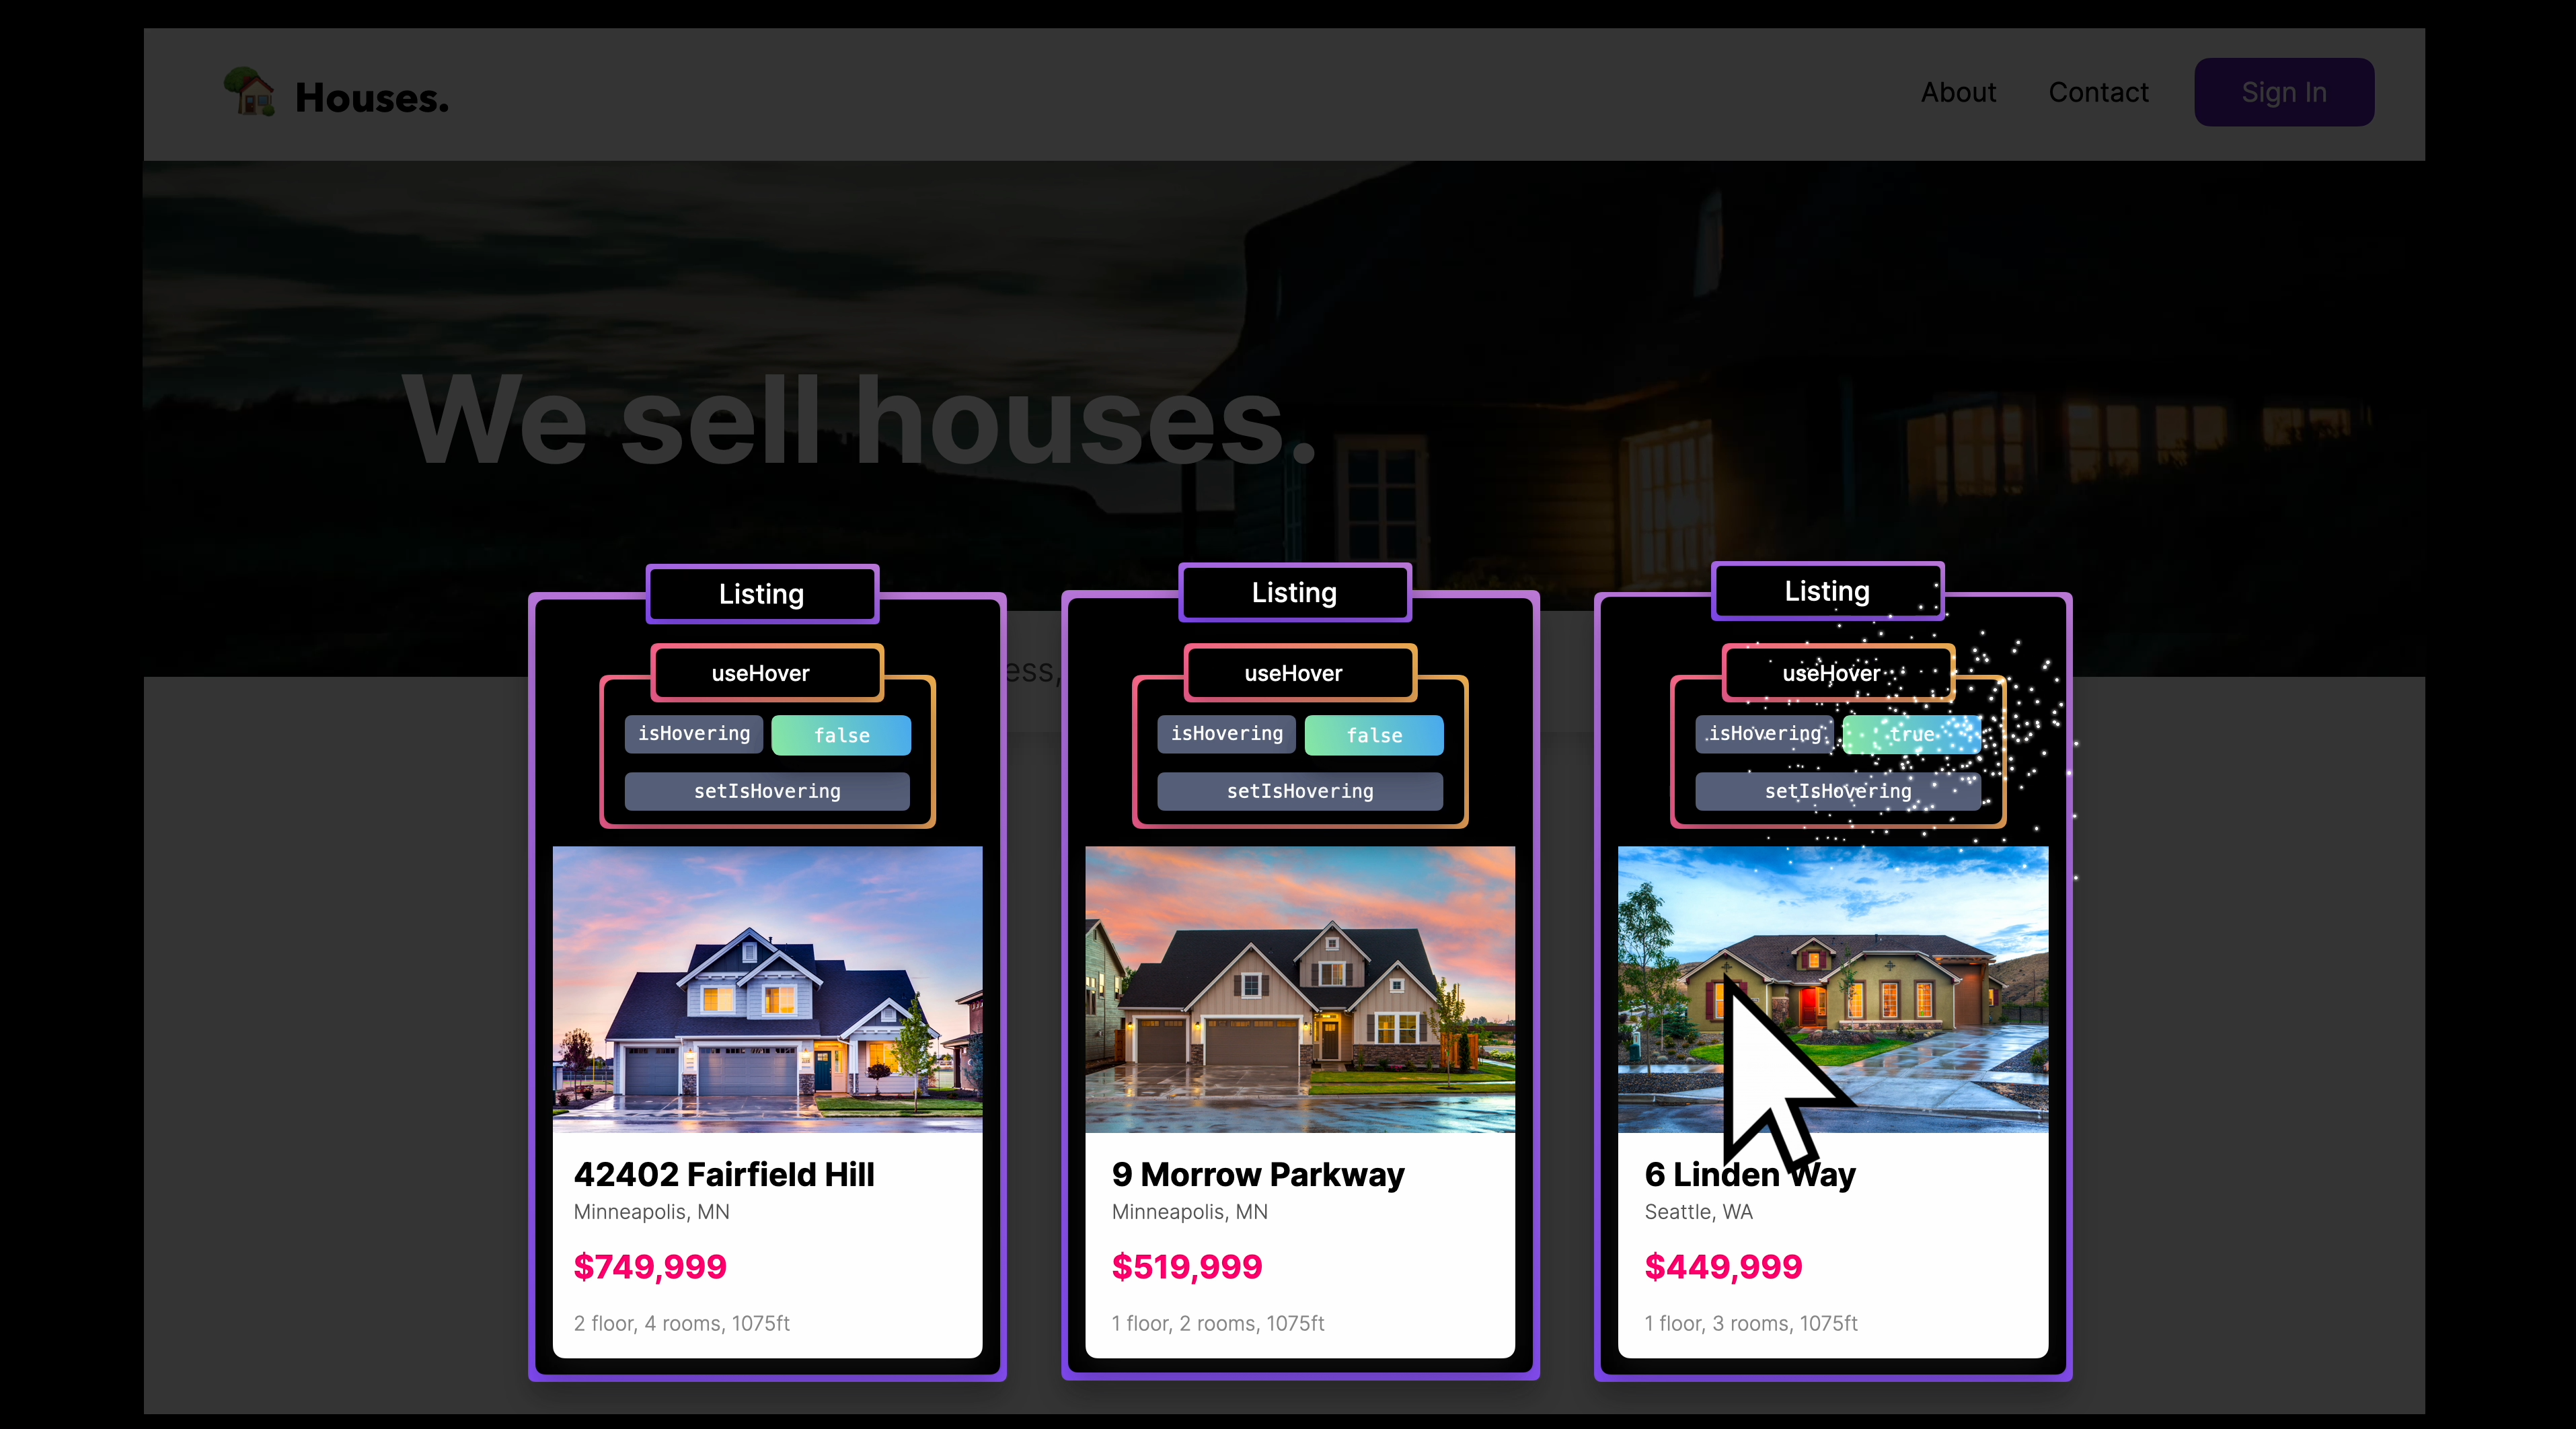 Houses.
About
Contact
Sign In
We sell houses.
ess,
Listing
useHover
isHovering
false
setIsHovering
42402 Fairfield Hill
Minneapolis, MN
$749,999
2 floor, 4 rooms, 1075ft
Listing
useHover
isHovering
false
setIsHovering
9 Morrow Parkway
Minneapolis, MN
$519,999
1 floor, 2 rooms, 1075ft
Listing
useHover
isHovering
true
setIsHovering
6 Linden Way
Seattle, WA
$449,999
1 floor, 3 rooms, 1075ft